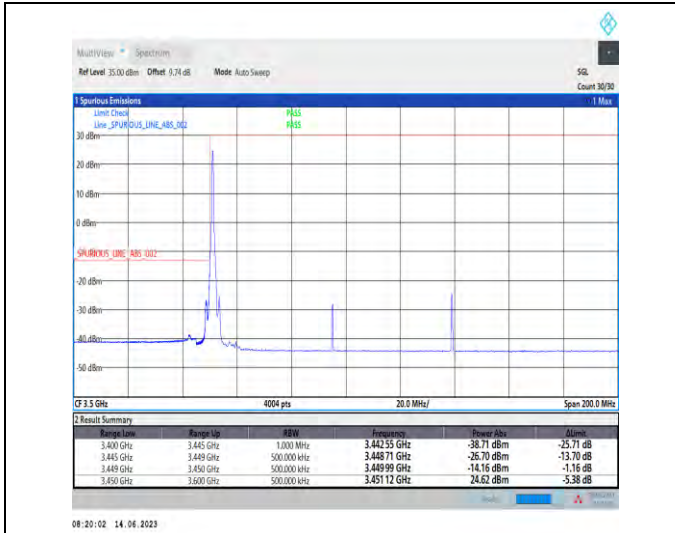 MultiView Spectrum
Ref Level 35.00 dBm Offset 9.74 dB Mode Auto Sweep SGL
Count 30/30
1 Spurious Emissions 1 Max
Limit Check PASS
Line _SPURIOUS_LINE_ABS_002 PASS
30 dBm
20 dBm
10 dBm
0 dBm
SPURIOUS_LINE_ABS_002
-20 dBm
-30 dBm
-40 dBm
-50 dBm
CF 3.5 GHz 4004 pts 20.0 MHz/ Span 200.0 MHz
2 Result Summary
Range Low Range Up RBW Frequency Power Abs ΔLimit
3.400 GHz 3.445 GHz 1.000 MHz 3.442 55 GHz -38.71 dBm -25.71 dB
3.445 GHz 3.449 GHz 500.000 kHz 3.448 71 GHz -26.70 dBm -13.70 dB
3.449 GHz 3.450 GHz 500.000 kHz 3.449 99 GHz -14.16 dBm -1.16 dB
3.450 GHz 3.600 GHz 500.000 kHz 3.451 12 GHz 24.62 dBm -5.38 dB
08:20:02 14.06.2023